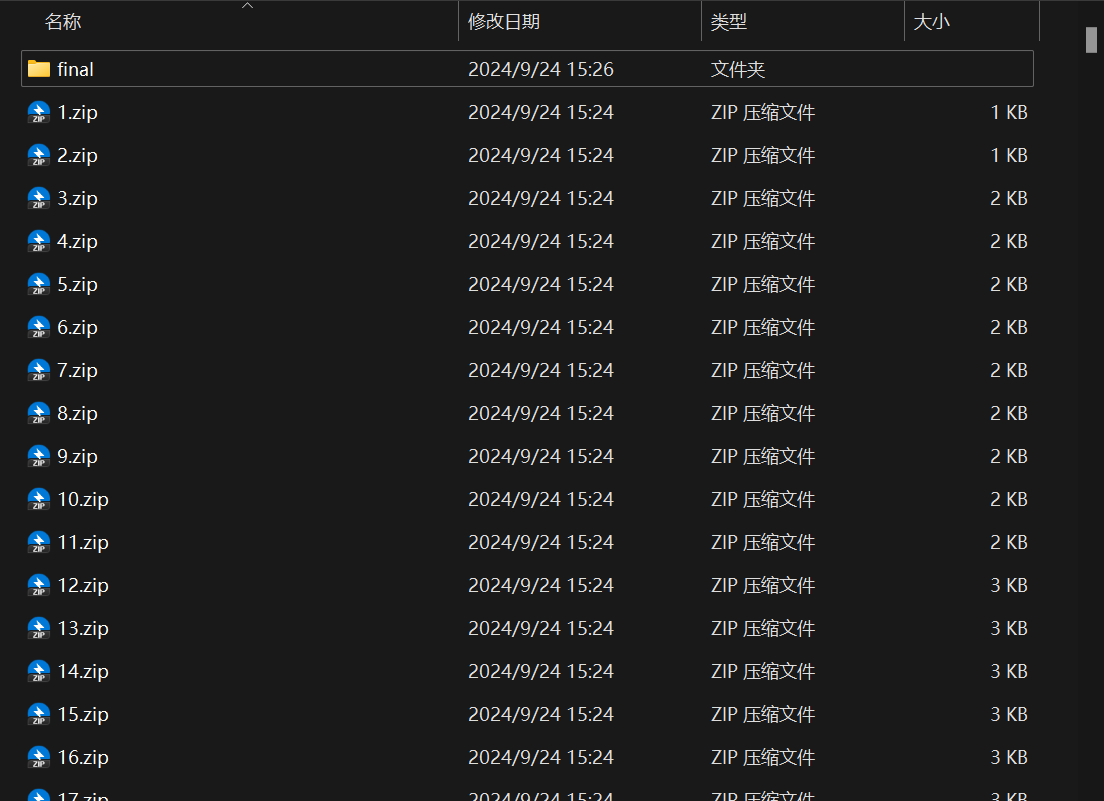 名称 修改日期 类型 大小
final 2024/9/24 15:26 文件夹
1.zip 2024/9/24 15:24 ZIP 压缩文件 1 KB
2.zip 2024/9/24 15:24 ZIP 压缩文件 1 KB
3.zip 2024/9/24 15:24 ZIP 压缩文件 2 KB
4.zip 2024/9/24 15:24 ZIP 压缩文件 2 KB
5.zip 2024/9/24 15:24 ZIP 压缩文件 2 KB
6.zip 2024/9/24 15:24 ZIP 压缩文件 2 KB
7.zip 2024/9/24 15:24 ZIP 压缩文件 2 KB
8.zip 2024/9/24 15:24 ZIP 压缩文件 2 KB
9.zip 2024/9/24 15:24 ZIP 压缩文件 2 KB
10.zip 2024/9/24 15:24 ZIP 压缩文件 2 KB
11.zip 2024/9/24 15:24 ZIP 压缩文件 2 KB
12.zip 2024/9/24 15:24 ZIP 压缩文件 3 KB
13.zip 2024/9/24 15:24 ZIP 压缩文件 3 KB
14.zip 2024/9/24 15:24 ZIP 压缩文件 3 KB
15.zip 2024/9/24 15:24 ZIP 压缩文件 3 KB
16.zip 2024/9/24 15:24 ZIP 压缩文件 3 KB
17.zip 2024/9/24 15:24 ZIP 压缩文件 3 KB